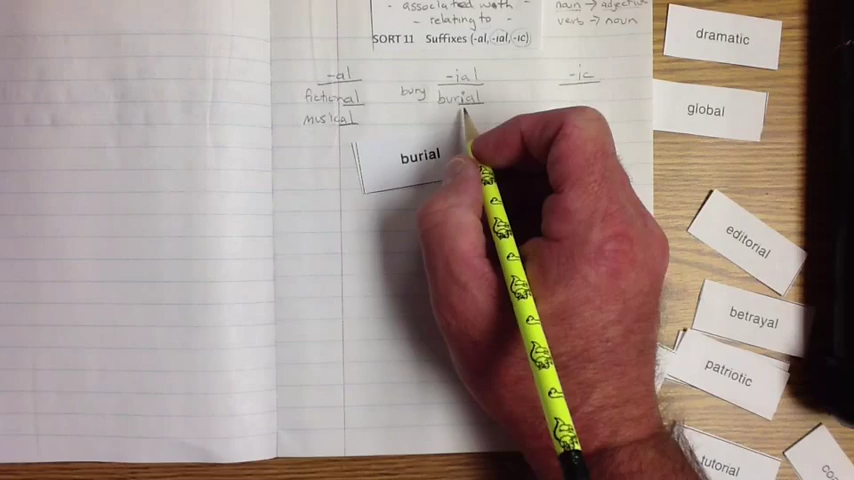 - associated with -
- relating to -
noun → adjective
verb → noun
SORT 11 Suffixes (-al, -ial, -ic)
-al
-ial
-ic
fictional
bury
burial
musical
burial
dramatic
global
editorial
betrayal
patriotic
tutorial